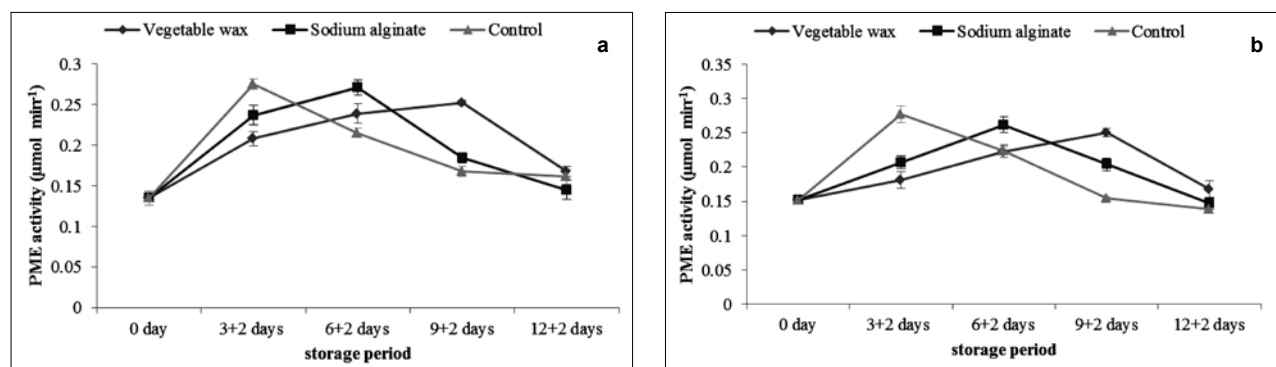 Vegetable wax Sodium alginate Control
a
PME activity (µmol min⁻¹)
0.3
0.25
0.2
0.15
0.1
0.05
0
0 day 3+2 days 6+2 days 9+2 days 12+2 days
storage period
Vegetable wax Sodium alginate Control
b
PME activity (µmol min⁻¹)
0.35
0.3
0.25
0.2
0.15
0.1
0.05
0
0 day 3+2 days 6+2 days 9+2 days 12+2 days
storage period